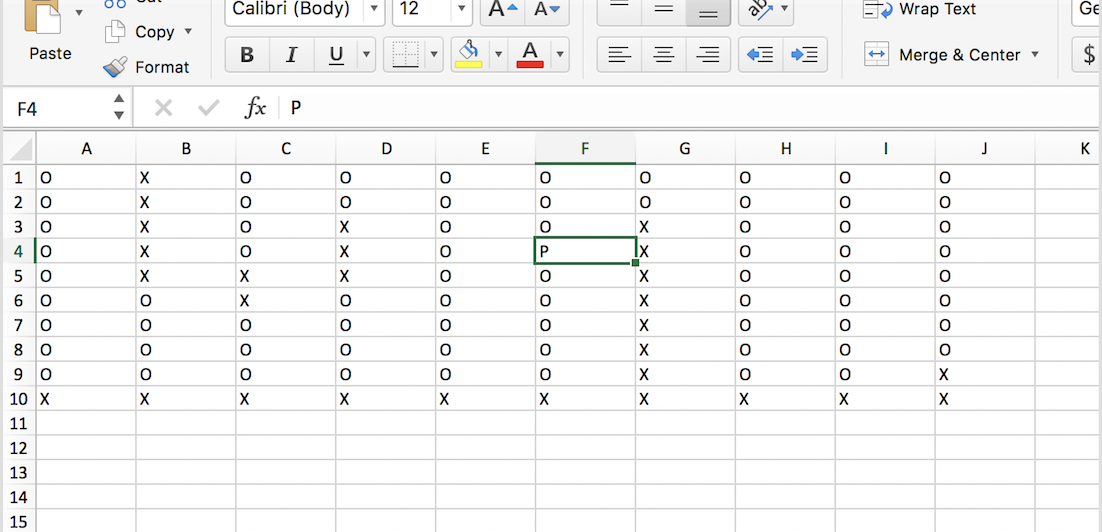 Cut
Calibri (Body) 12 A A Wrap Text Ge
Copy
Paste
Format B I U A Merge & Center $
F4 fx P
A B C D E F G H I J K
1 O X O O O O O O O O
2 O X O O O O O O O O
3 O X O X O O X O O O
4 O X O X O P X O O O
5 O X X X O O X O O O
6 O O X O O O X O O O
7 O O O O O O X O O O
8 O O O O O O X O O O
9 O O O O O O X O O X
10 X X X X X X X X X X
11
12
13
14
15